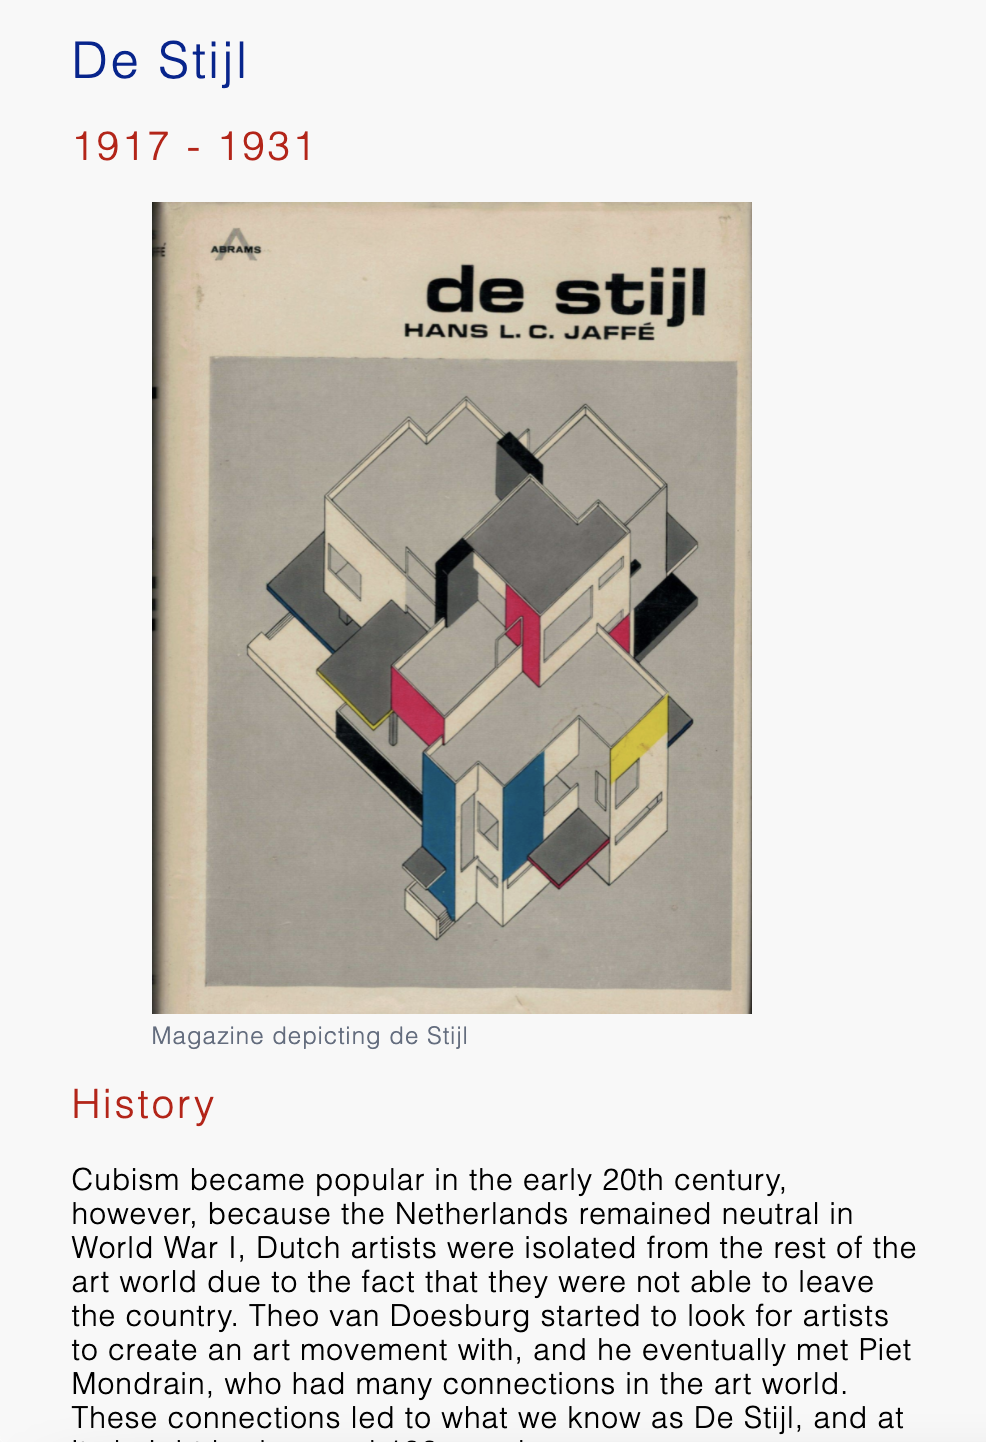 De Stijl
1917 - 1931
ABRAMS
de stijl
HANS L. C. JAFFÉ
Magazine depicting de Stijl
History
Cubism became popular in the early 20th century,
however, because the Netherlands remained neutral in
World War I, Dutch artists were isolated from the rest of the
art world due to the fact that they were not able to leave
the country. Theo van Doesburg started to look for artists
to create an art movement with, and he eventually met Piet
Mondrain, who had many connections in the art world.
These connections led to what we know as De Stijl, and at